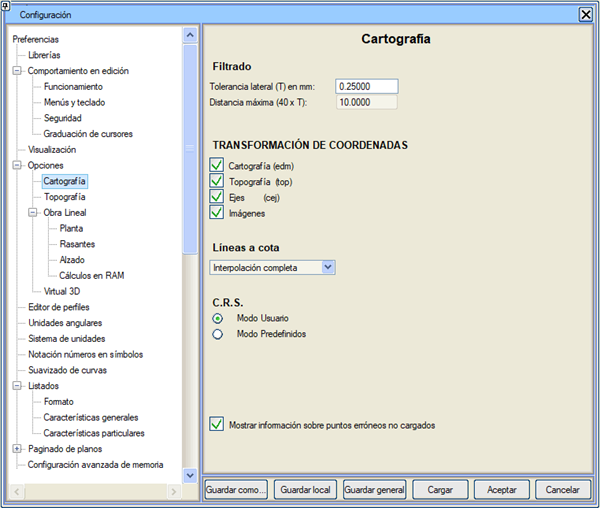 Configuración
Preferencias
Librerías
Comportamiento en edición
Funcionamiento
Menús y teclado
Seguridad
Graduación de cursores
Visualización
Opciones
Cartografía
Topografía
Obra Lineal
Planta
Rasantes
Alzado
Cálculos en RAM
Virtual 3D
Editor de perfiles
Unidades angulares
Sistema de unidades
Notación números en símbolos
Suavizado de curvas
Listados
Formato
Características generales
Características particulares
Paginado de planos
Configuración avanzada de memoria
Cartografía
Filtrado
Tolerancia lateral (T) en mm: 0.25000
Distancia máxima (40 x T): 10.0000
TRANSFORMACIÓN DE COORDENADAS
Cartografía (edm)
Topografía (top)
Ejes (cej)
Imágenes
Líneas a cota
Interpolación completa
C.R.S.
Modo Usuario
Modo Predefinidos
Mostrar información sobre puntos erróneos no cargados
Guardar como... Guardar local Guardar general Cargar Aceptar Cancelar